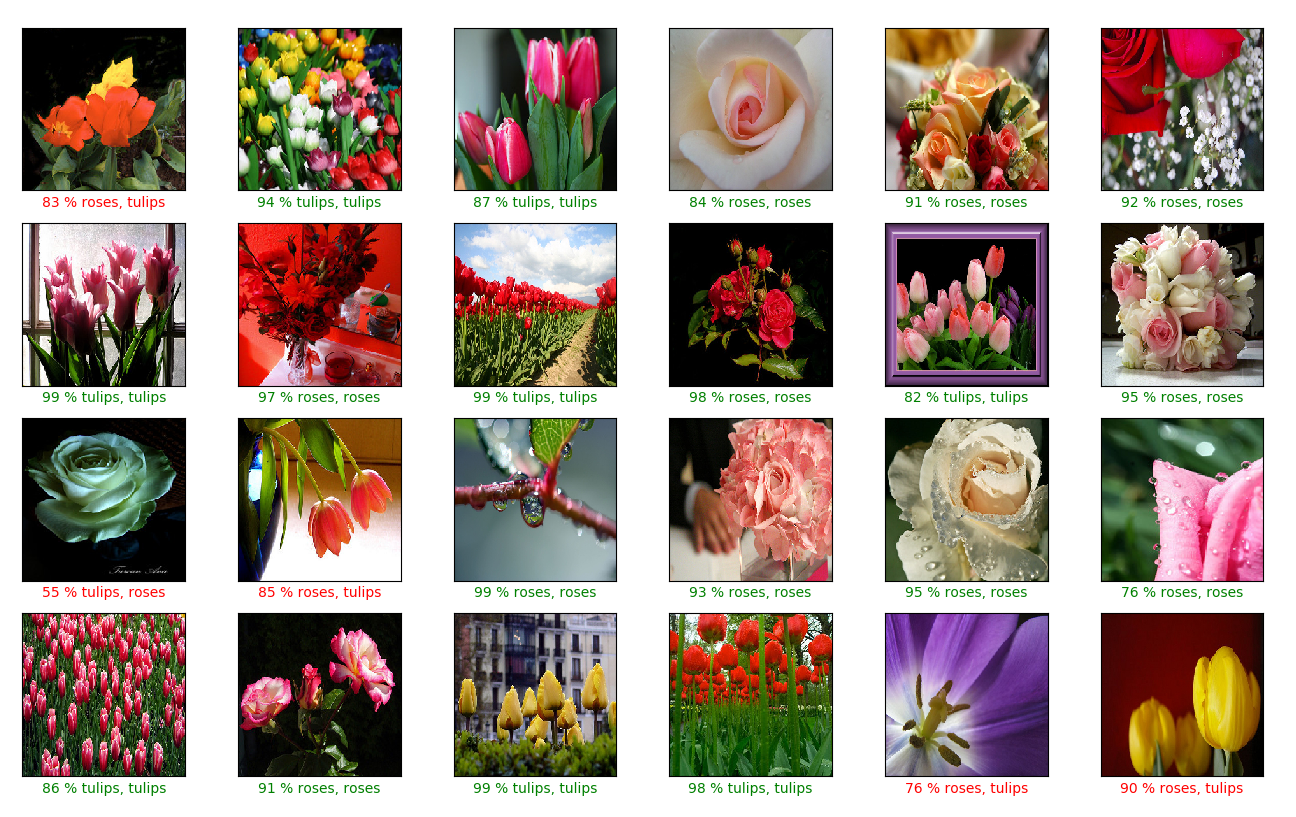 83 % roses, tulips
94 % tulips, tulips
87 % tulips, tulips
84 % roses, roses
91 % roses, roses
92 % roses, roses
99 % tulips, tulips
97 % roses, roses
99 % tulips, tulips
98 % roses, roses
82 % tulips, tulips
95 % roses, roses
55 % tulips, roses
85 % roses, tulips
99 % roses, roses
93 % roses, roses
95 % roses, roses
76 % roses, roses
86 % tulips, tulips
91 % roses, roses
99 % tulips, tulips
98 % tulips, tulips
76 % roses, tulips
90 % roses, tulips